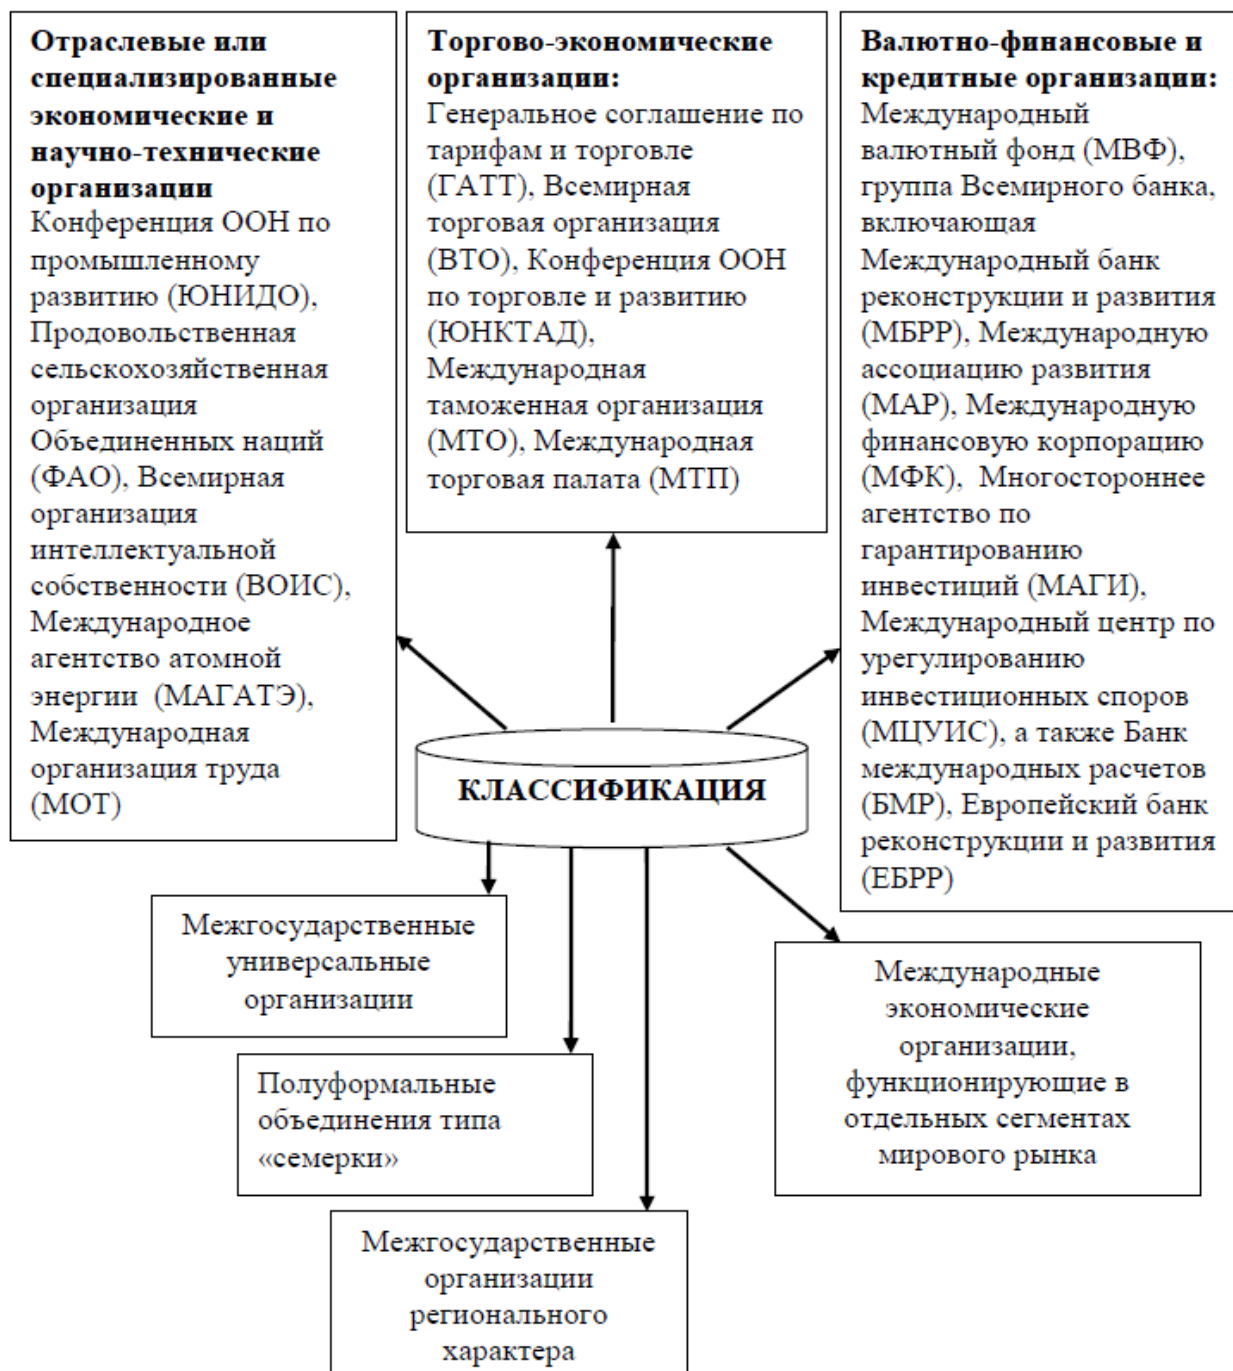 Отраслевые или
специализированные
экономические и
научно-технические
организации
Конференция ООН по
промышленному
развитию (ЮНИДО),
Продовольственная
сельскохозяйственная
организация
Объединенных наций
(ФАО), Всемирная
организация
интеллектуальной
собственности (ВОИС),
Международное
агентство атомной
энергии (МАГАТЭ),
Международная
организация труда
(МОТ)
Торгово-экономические
организации:
Генеральное соглашение по
тарифам и торговле
(ГАТТ), Всемирная
торговая организация
(ВТО), Конференция ООН
по торговле и развитию
(ЮНКТАД),
Международная
таможенная организация
(МТО), Международная
торговая палата (МТП)
Валютно-финансовые и
кредитные организации:
Международный
валютный фонд (МВФ),
группа Всемирного банка,
включающая
Международный банк
реконструкции и развития
(МБРР), Международную
ассоциацию развития
(МАР), Международную
финансовую корпорацию
(МФК), Многостороннее
агентство по
гарантированию
инвестиций (МАГИ),
Международный центр по
урегулированию
инвестиционных споров
(МЦУИС), а также Банк
международных расчетов
(БМР), Европейский банк
реконструкции и развития
(ЕБРР)
КЛАССИФИКАЦИЯ
Межгосударственные
универсальные
организации
Полуформальные
объединения типа
«семерки»
Межгосударственные
организации
регионального
характера
Международные
экономические
организации,
функционирующие в
отдельных сегментах
мирового рынка